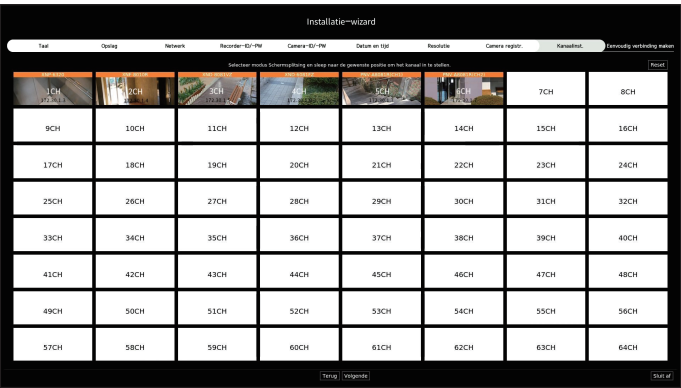 Installatie-wizard
Taal Opslag Netwerk Recorder-ID/-PW Camera-ID/-PW Datum en tijd Resolutie Camera registr. Kanaalinst. Eenvoudig verbinding maken
Selecteer modus Schermsplitsing en sleep naar de gewenste positie om het kanaal in te stellen. Reset
1CH 2CH 3CH 4CH 5CH 6CH 7CH 8CH
9CH 10CH 11CH 12CH 13CH 14CH 15CH 16CH
17CH 18CH 19CH 20CH 21CH 22CH 23CH 24CH
25CH 26CH 27CH 28CH 29CH 30CH 31CH 32CH
33CH 34CH 35CH 36CH 37CH 38CH 39CH 40CH
41CH 42CH 43CH 44CH 45CH 46CH 47CH 48CH
49CH 50CH 51CH 52CH 53CH 54CH 55CH 56CH
57CH 58CH 59CH 60CH 61CH 62CH 63CH 64CH
Terug Volgende Sluit af